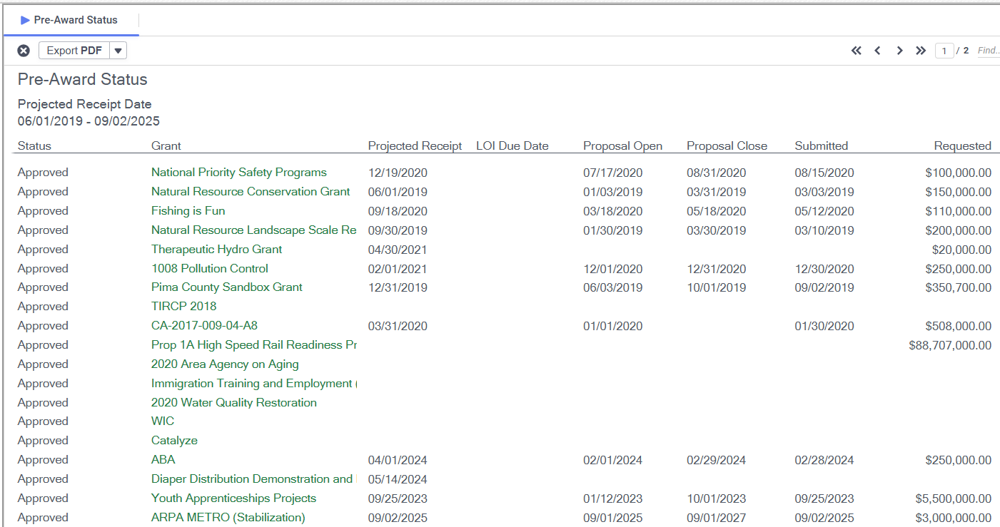 Pre-Award Status
Export PDF
1 / 2 Find..
Pre-Award Status
Projected Receipt Date
06/01/2019 - 09/02/2025
Status Grant Projected Receipt LOI Due Date Proposal Open Proposal Close Submitted Requested
Approved National Priority Safety Programs 12/19/2020 07/17/2020 08/31/2020 08/15/2020 $100,000.00
Approved Natural Resource Conservation Grant 06/01/2019 01/03/2019 03/31/2019 03/03/2019 $150,000.00
Approved Fishing is Fun 09/18/2020 03/18/2020 05/18/2020 05/12/2020 $110,000.00
Approved Natural Resource Landscape Scale Re 09/30/2019 01/30/2019 03/30/2019 03/10/2019 $200,000.00
Approved Therapeutic Hydro Grant 04/30/2021 $20,000.00
Approved 1008 Pollution Control 02/01/2021 12/01/2020 12/31/2020 12/30/2020 $250,000.00
Approved Pima County Sandbox Grant 12/31/2019 06/03/2019 10/01/2019 09/02/2019 $350,700.00
Approved TIRCP 2018
Approved CA-2017-009-04-A8 03/31/2020 01/01/2020 01/30/2020 $508,000.00
Approved Prop 1A High Speed Rail Readiness Pr $88,707,000.00
Approved 2020 Area Agency on Aging
Approved Immigration Training and Employment (
Approved 2020 Water Quality Restoration
Approved WIC
Approved Catalyze
Approved ABA 04/01/2024 02/01/2024 02/29/2024 02/28/2024 $250,000.00
Approved Diaper Distribution Demonstration and 05/14/2024
Approved Youth Apprenticeships Projects 09/25/2023 01/12/2023 10/01/2023 09/25/2023 $5,500,000.00
Approved ARPA METRO (Stabilization) 09/02/2025 09/01/2025 09/01/2027 09/02/2025 $3,000,000.00